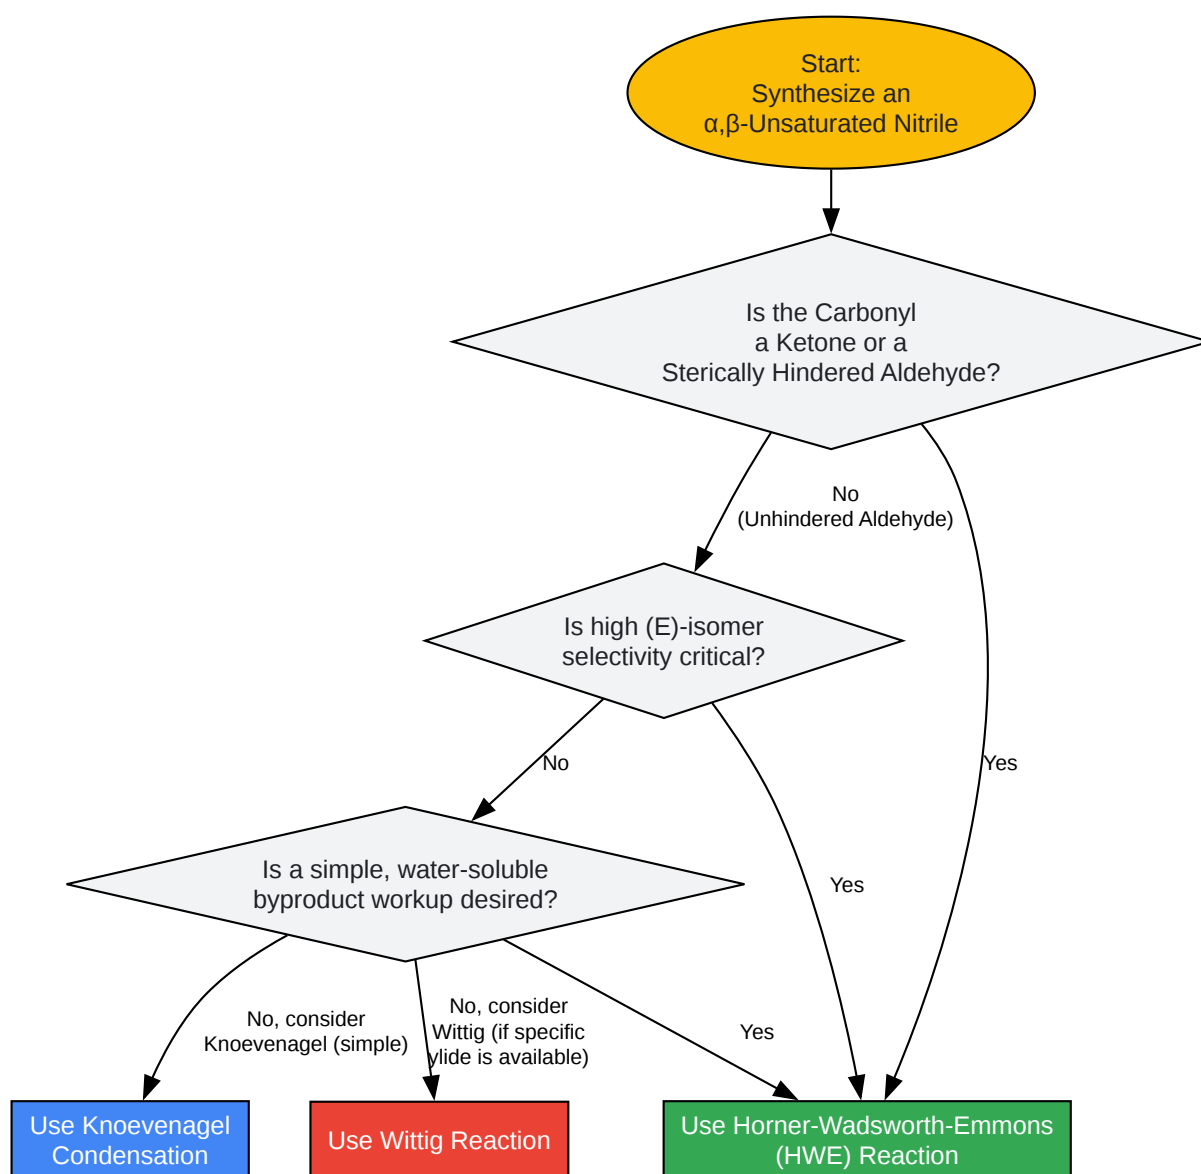 Start:
Synthesize an
α,β-Unsaturated Nitrile
Is the Carbonyl
a Ketone or a
Sterically Hindered Aldehyde?
No
(Unhindered Aldehyde)
Is high (E)-isomer
selectivity critical?
No
Yes
Is a simple, water-soluble
byproduct workup desired?
Yes
No, consider
Knoevenagel (simple)
No, consider
Wittig (if specific
ylide is available)
Yes
Use Knoevenagel
Condensation
Use Wittig Reaction
Use Horner-Wadsworth-Emmons
(HWE) Reaction